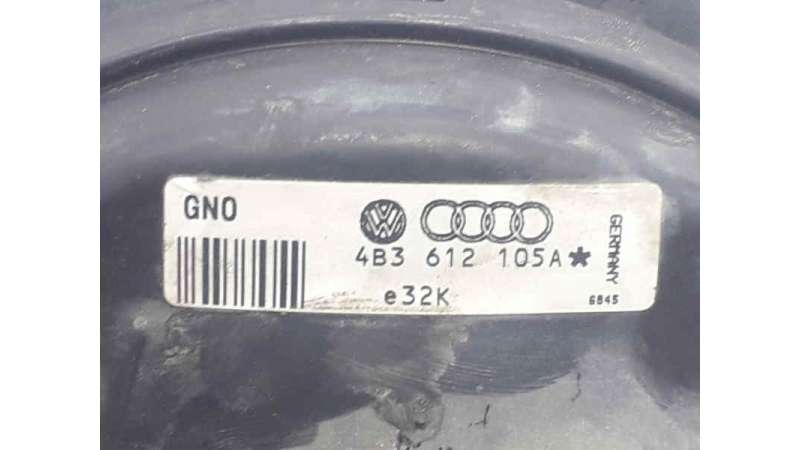 GNO
4B3 612 105A*
e32K
GERMANY
6845